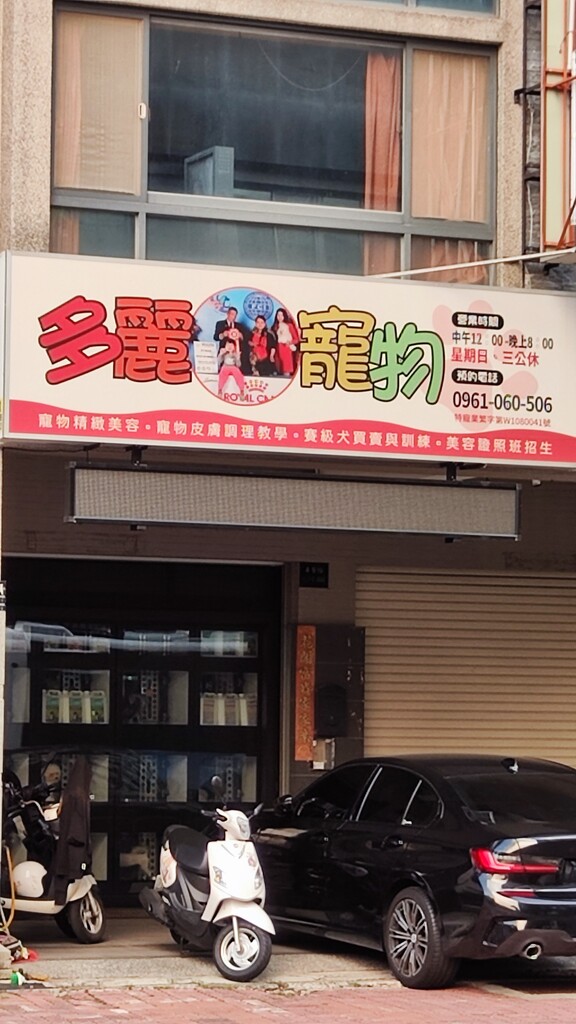 多麗寵物
ROYAL CA
營業時間
中午12：00-晚上8：00
星期日、三公休
預約電話
0961-060-506
特寵業繁字第W1080041號
寵物精緻美容。寵物皮膚調理教學。賽級犬買賣與訓練。美容證照班招生